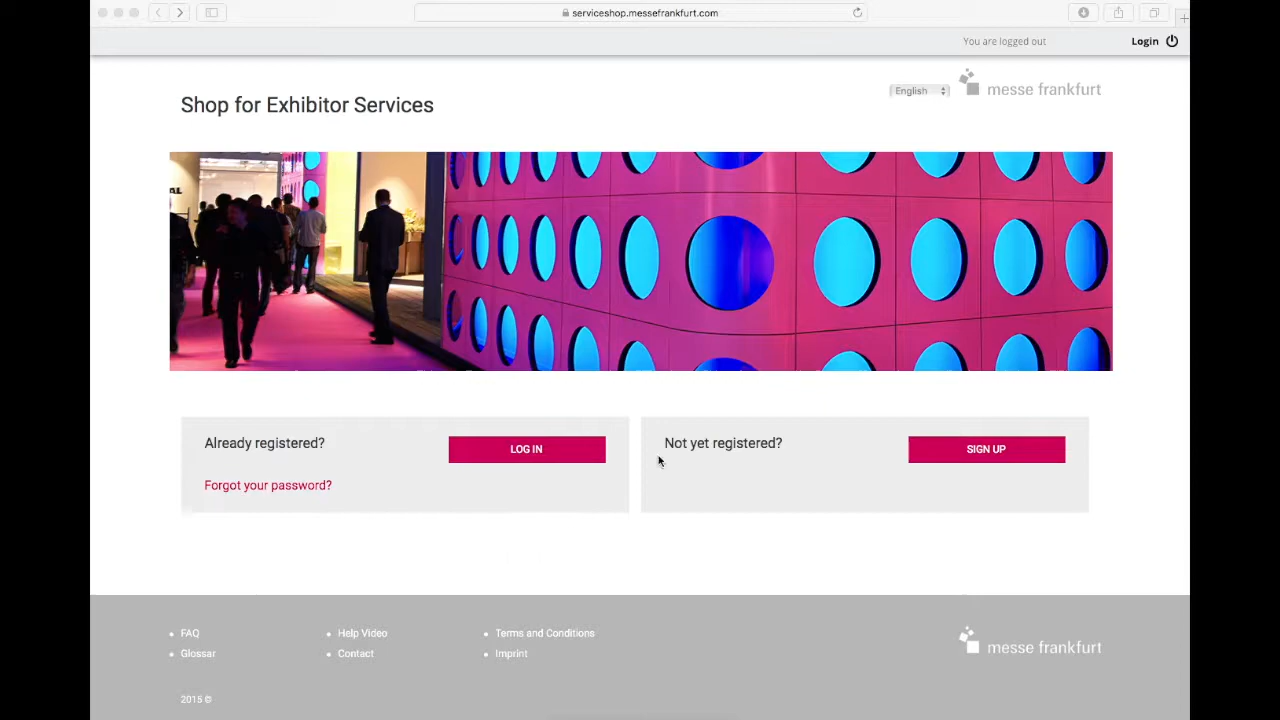 serviceshop.messefrankfurt.com
You are logged out
Login
English
messe frankfurt
Shop for Exhibitor Services
Already registered?
LOG IN
Forgot your password?
Not yet registered?
SIGN UP
FAQ
Glossar
Help Video
Contact
Terms and Conditions
Imprint
messe frankfurt
2015 ©